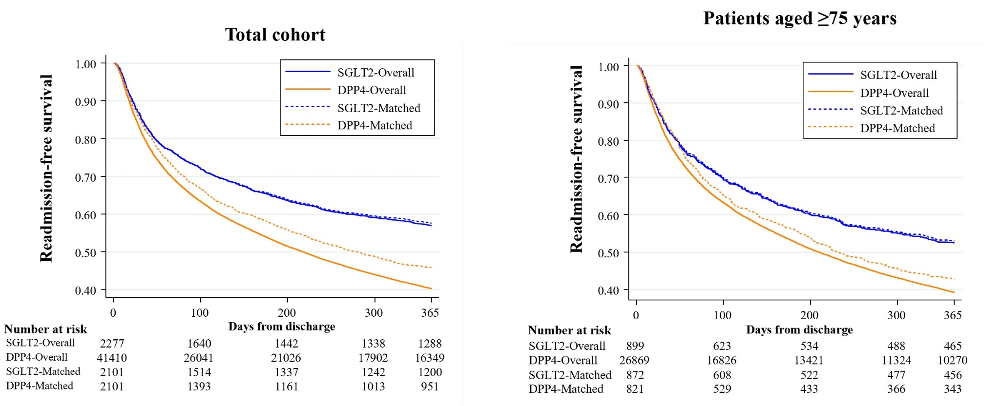 Total cohort
Readmission-free survival
1.00
0.90
0.80
0.70
0.60
0.50
0.40
SGLT2-Overall
DPP4-Overall
SGLT2-Matched
DPP4-Matched
0 100 200 300 365
Days from discharge
Number at risk
SGLT2-Overall 2277 1640 1442 1338 1288
DPP4-Overall 41410 26041 21026 17902 16349
SGLT2-Matched 2101 1514 1337 1242 1200
DPP4-Matched 2101 1393 1161 1013 951
Patients aged ≥75 years
Readmission-free survival
1.00
0.90
0.80
0.70
0.60
0.50
0.40
SGLT2-Overall
DPP4-Overall
SGLT2-Matched
DPP4-Matched
0 100 200 300 365
Days from discharge
Number at risk
SGLT2-Overall 899 623 534 488 465
DPP4-Overall 26869 16826 13421 11324 10270
SGLT2-Matched 872 608 522 477 456
DPP4-Matched 821 529 433 366 343